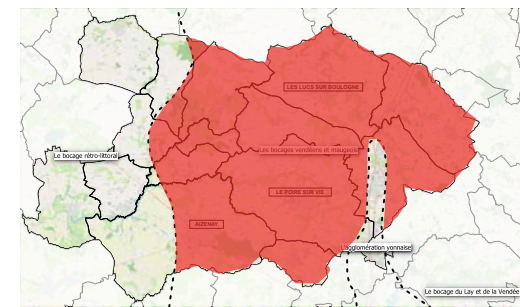 LES LUCS SUR BOULOGNE
Les bocages vendéens et maugeois
Le bocage rétro-littoral
LE POIRE SUR VIE
AIZENAY
L'agglomération yonnaise
Le bocage du Lay et de la Vendée